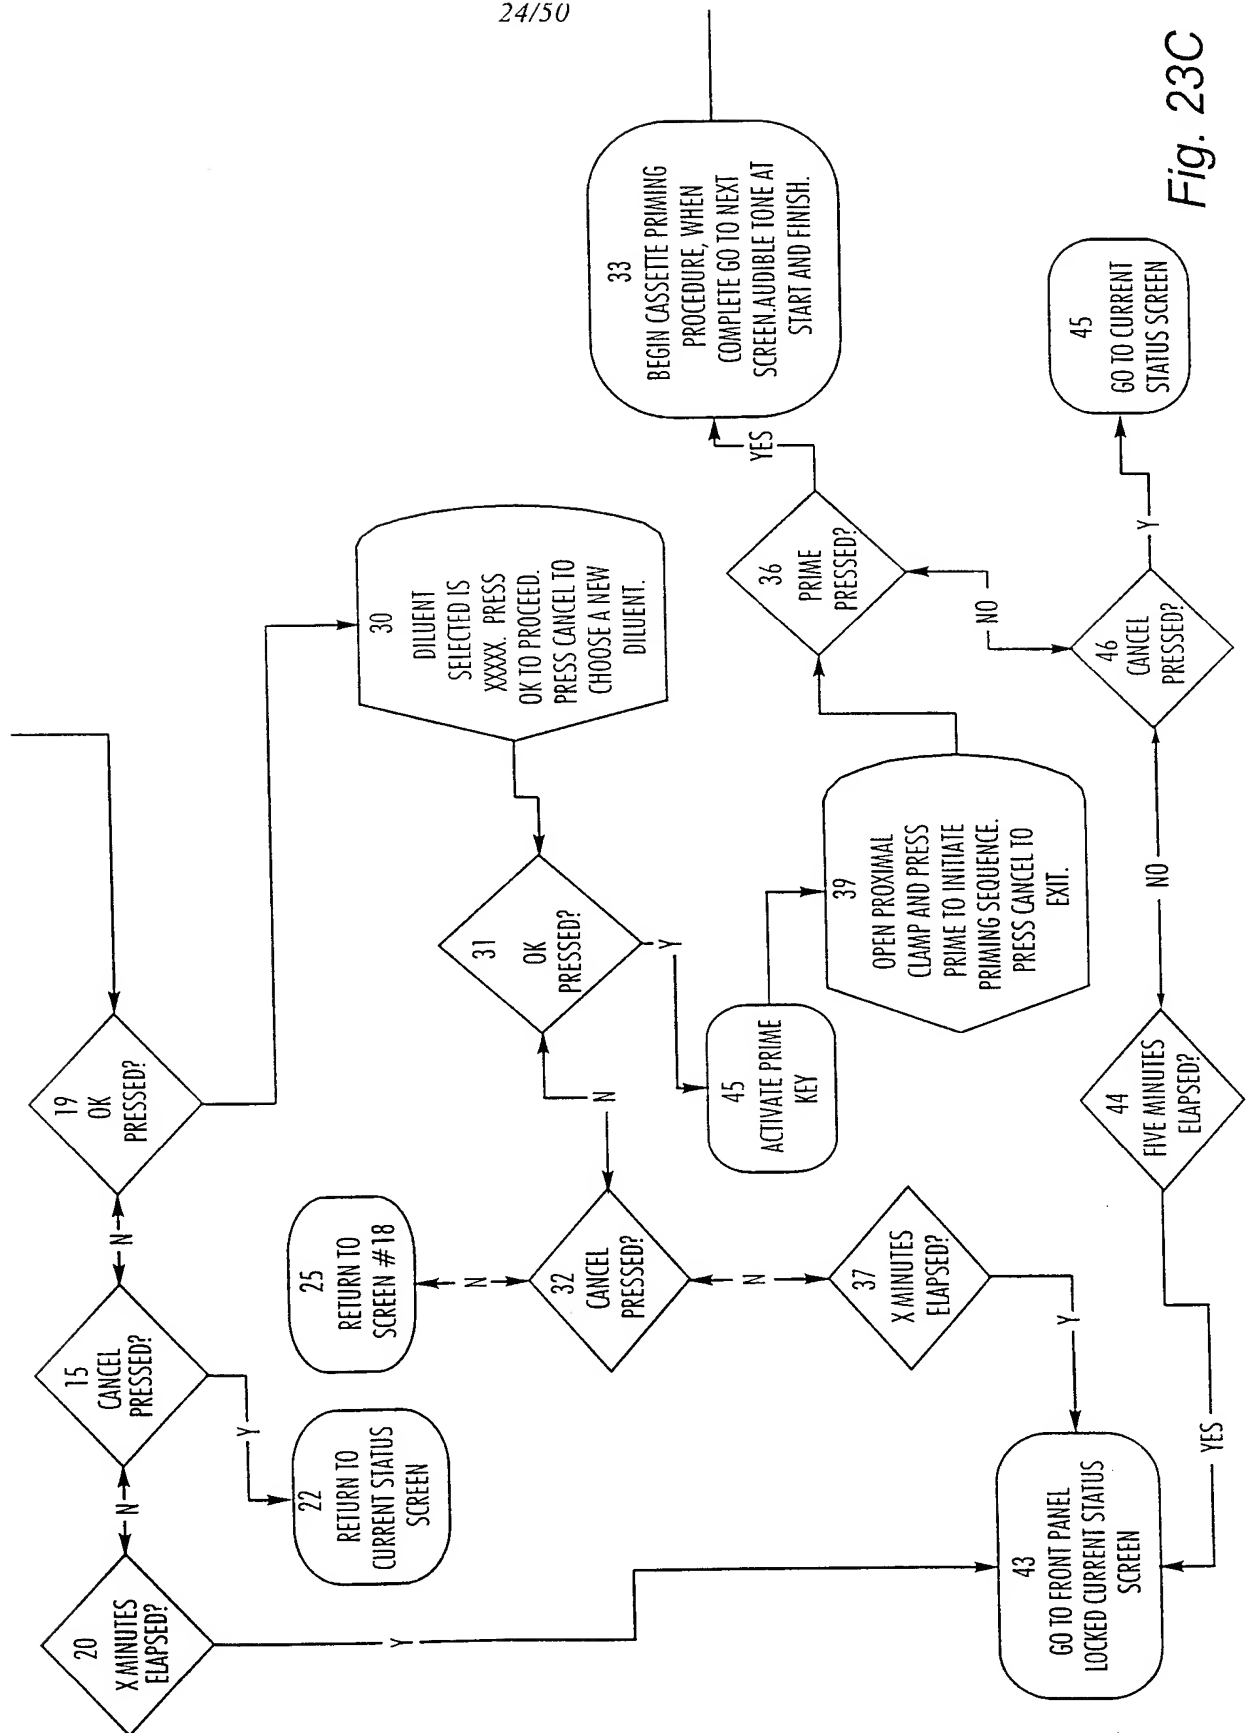 24/50
20
X MINUTES
ELAPSED?
N
15
CANCEL
PRESSED?
N
19
OK
PRESSED?
Y
22
RETURN TO
CURRENT STATUS
SCREEN
25
RETURN TO
SCREEN #18
30
DILUENT
SELECTED IS
XXXXX. PRESS
OK TO PROCEED.
PRESS CANCEL TO
CHOOSE A NEW
DILUENT.
Y
N
32
CANCEL
PRESSED?
N
31
OK
PRESSED?
Y
N
37
X MINUTES
ELAPSED?
Y
45
ACTIVATE PRIME
KEY
33
BEGIN CASSETTE PRIMING
PROCEDURE, WHEN
COMPLETE GO TO NEXT
SCREEN.AUDIBLE TONE AT
START AND FINISH.
YES
36
PRIME
PRESSED?
39
OPEN PROXIMAL
CLAMP AND PRESS
PRIME TO INITIATE
PRIMING SEQUENCE.
PRESS CANCEL TO
EXIT.
NO
43
GO TO FRONT PANEL
LOCKED CURRENT STATUS
SCREEN
YES
44
FIVE MINUTES
ELAPSED?
NO
46
CANCEL
PRESSED?
Y
45
GO TO CURRENT
STATUS SCREEN
Fig. 23C